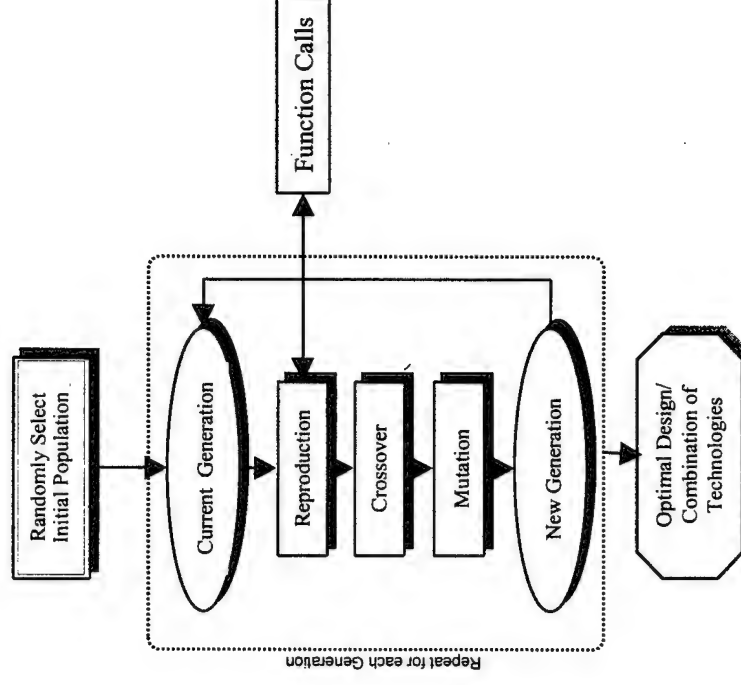 Randomly Select
Initial Population
Current Generation
Reproduction
Function Calls
Crossover
Mutation
New Generation
Repeat for each Generation
Optimal Design/
Combination of
Technologies